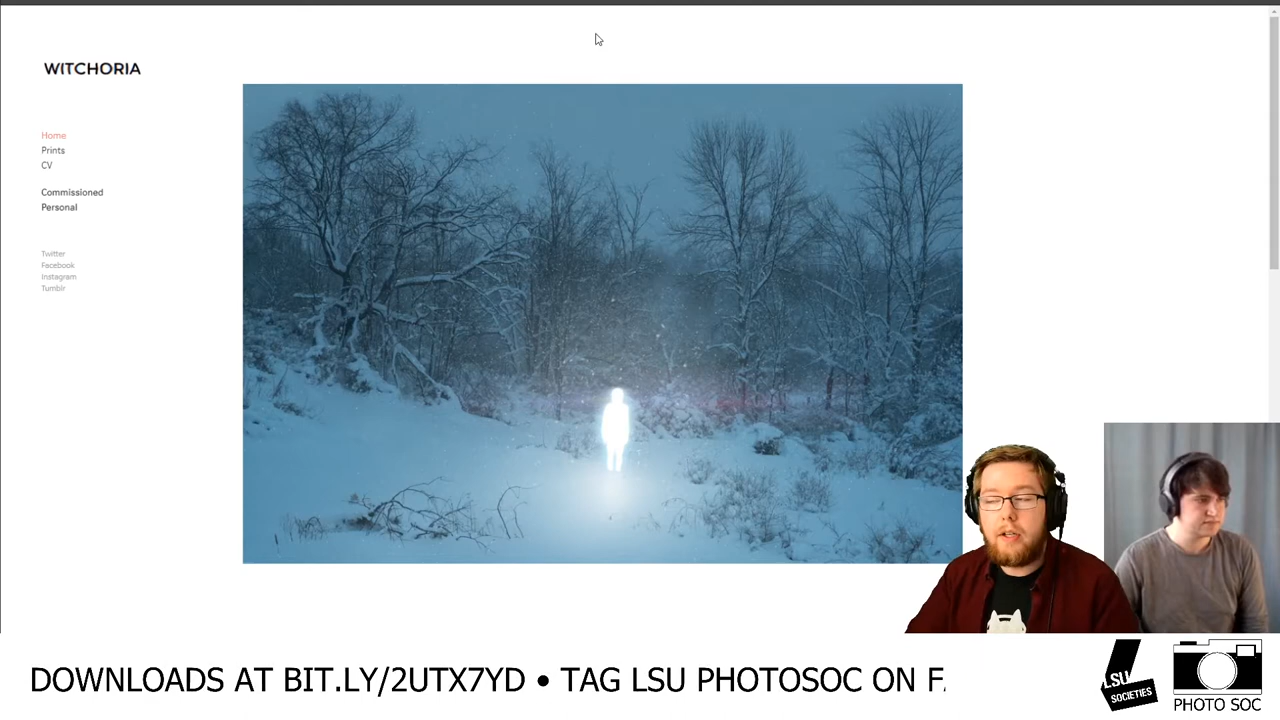 WITCHORIA
Home
Prints
CV
Commissioned
Personal
Twitter
Facebook
Instagram
Tumblr
DOWNLOADS AT BIT.LY/2UTX7YD • TAG LSU PHOTOSOC ON FA
LSU
SOCIETIES
PHOTO SOC